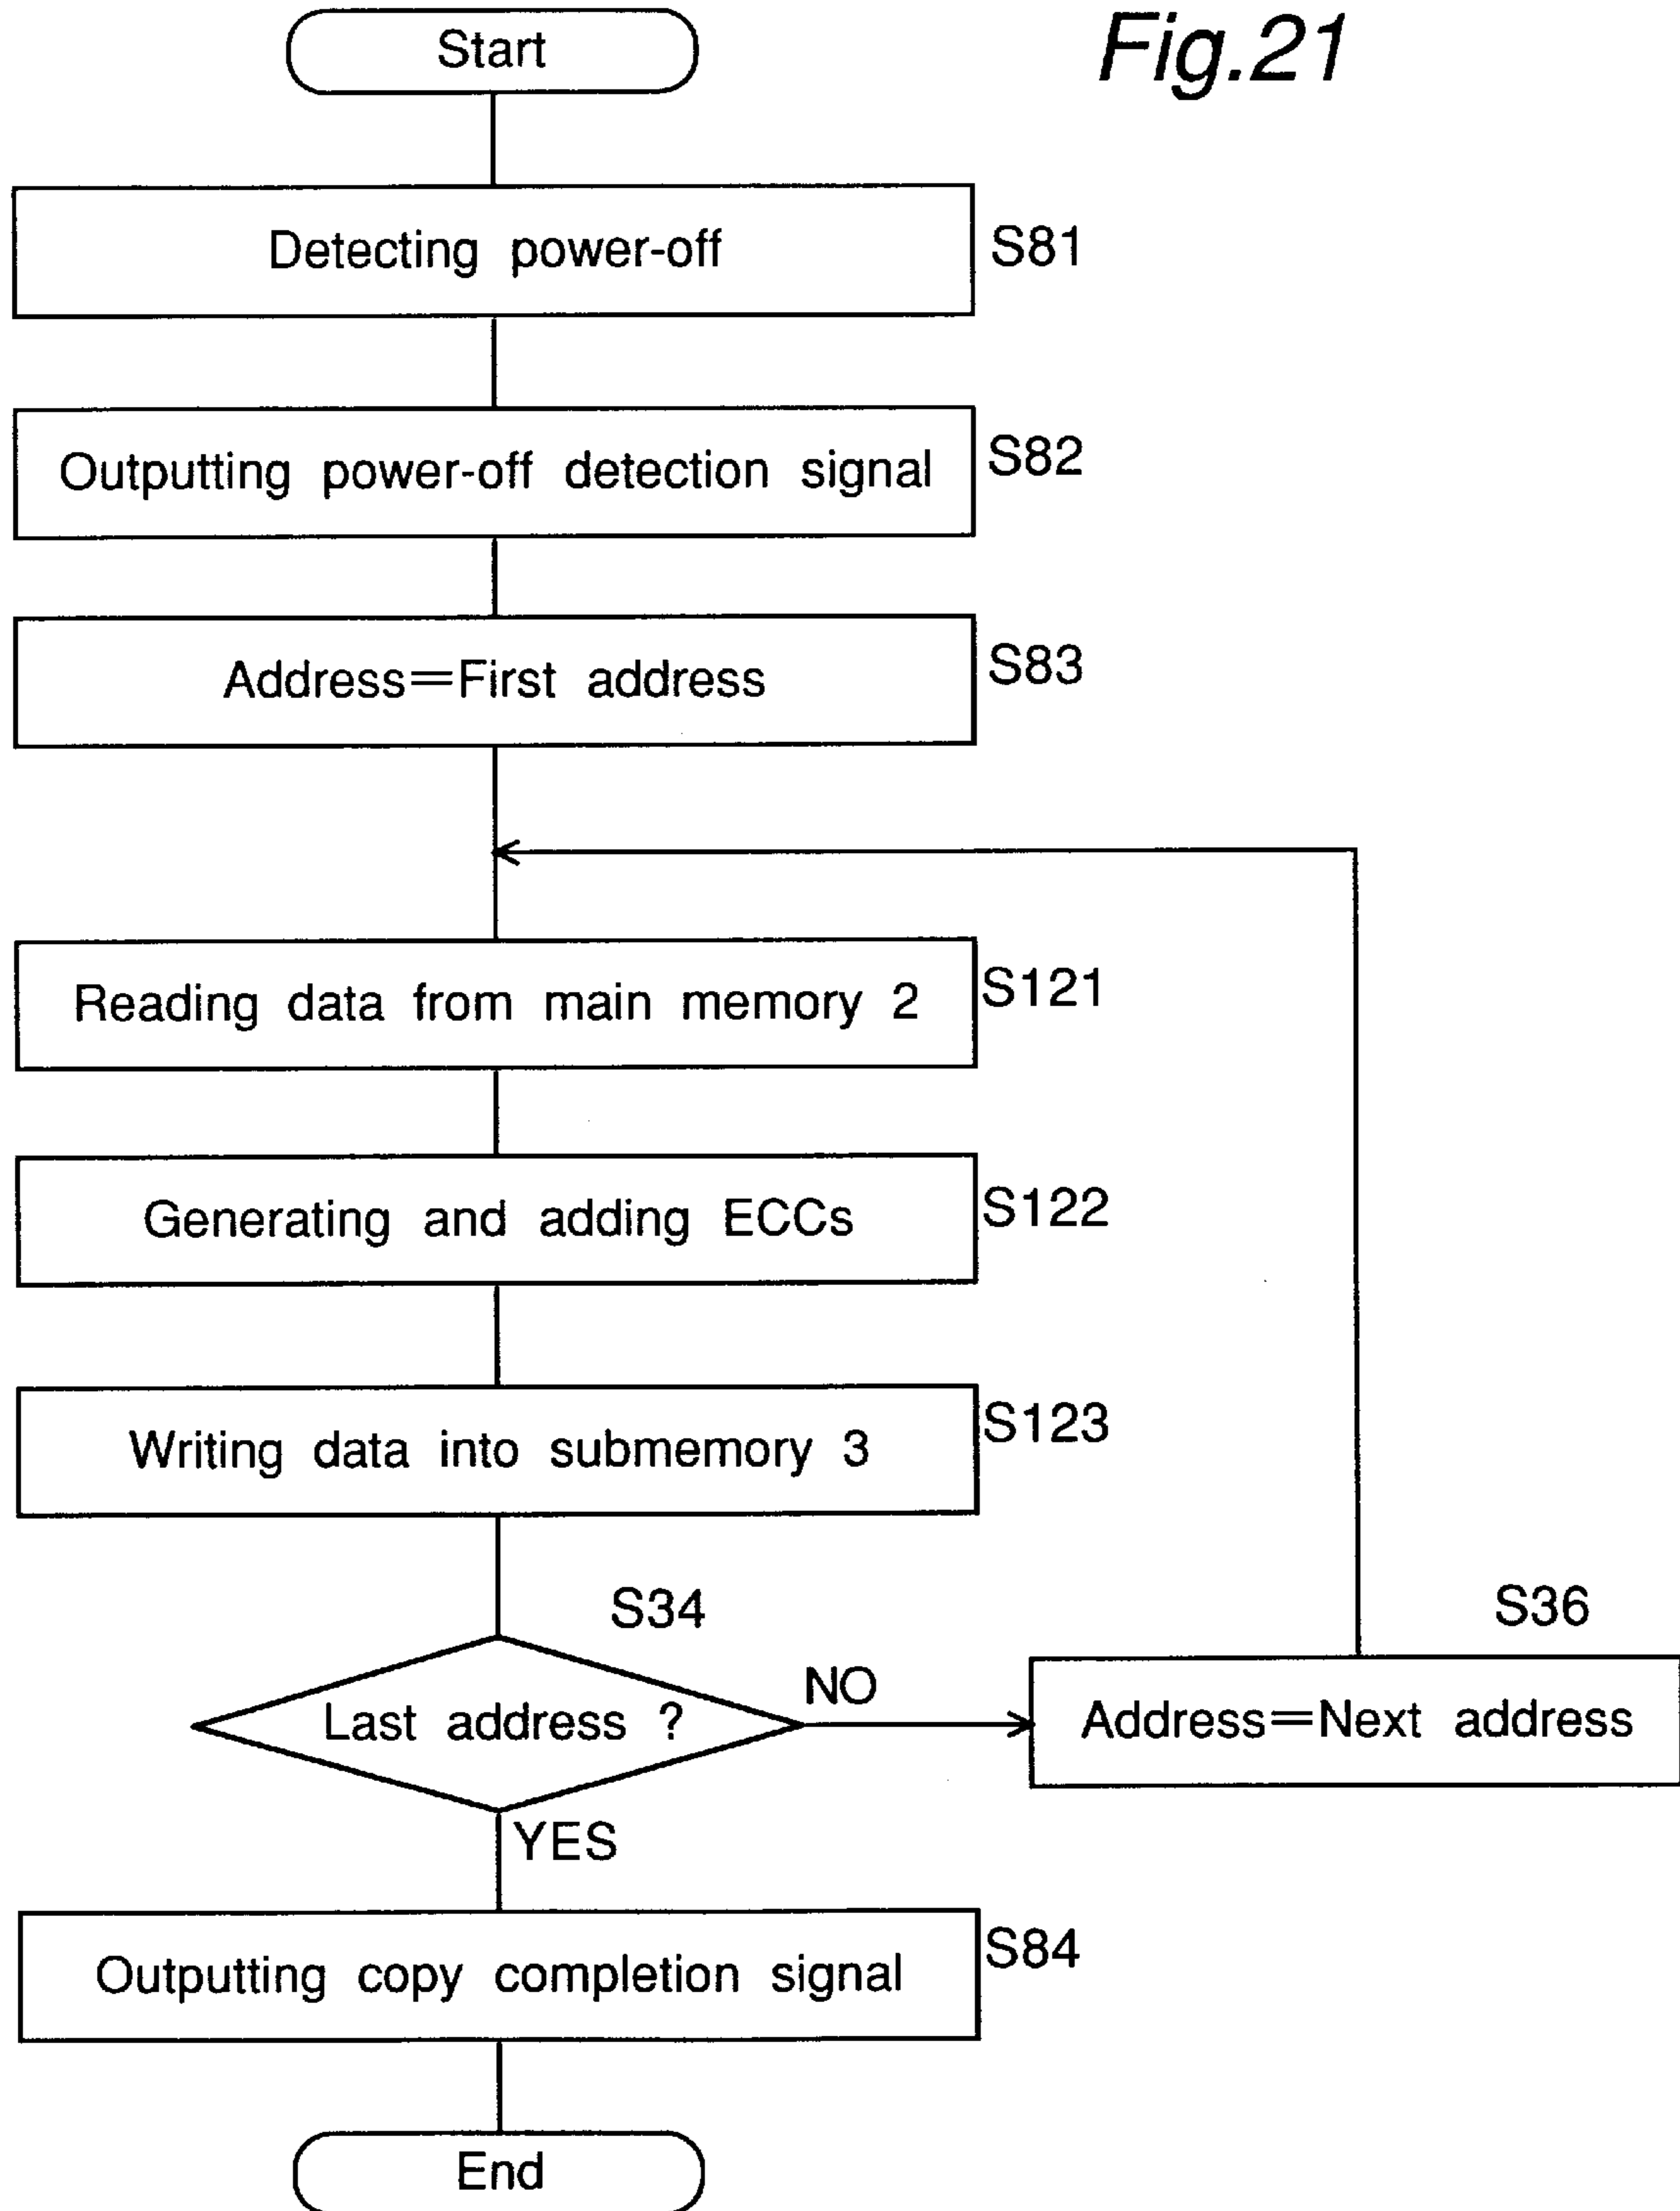 Fig.21
Start
Detecting power-off
S81
Outputting power-off detection signal
S82
Address=First address
S83
Reading data from main memory 2
S121
Generating and adding ECCs
S122
Writing data into submemory 3
S123
S34
Last address ?
NO
S36
Address=Next address
YES
Outputting copy completion signal
S84
End